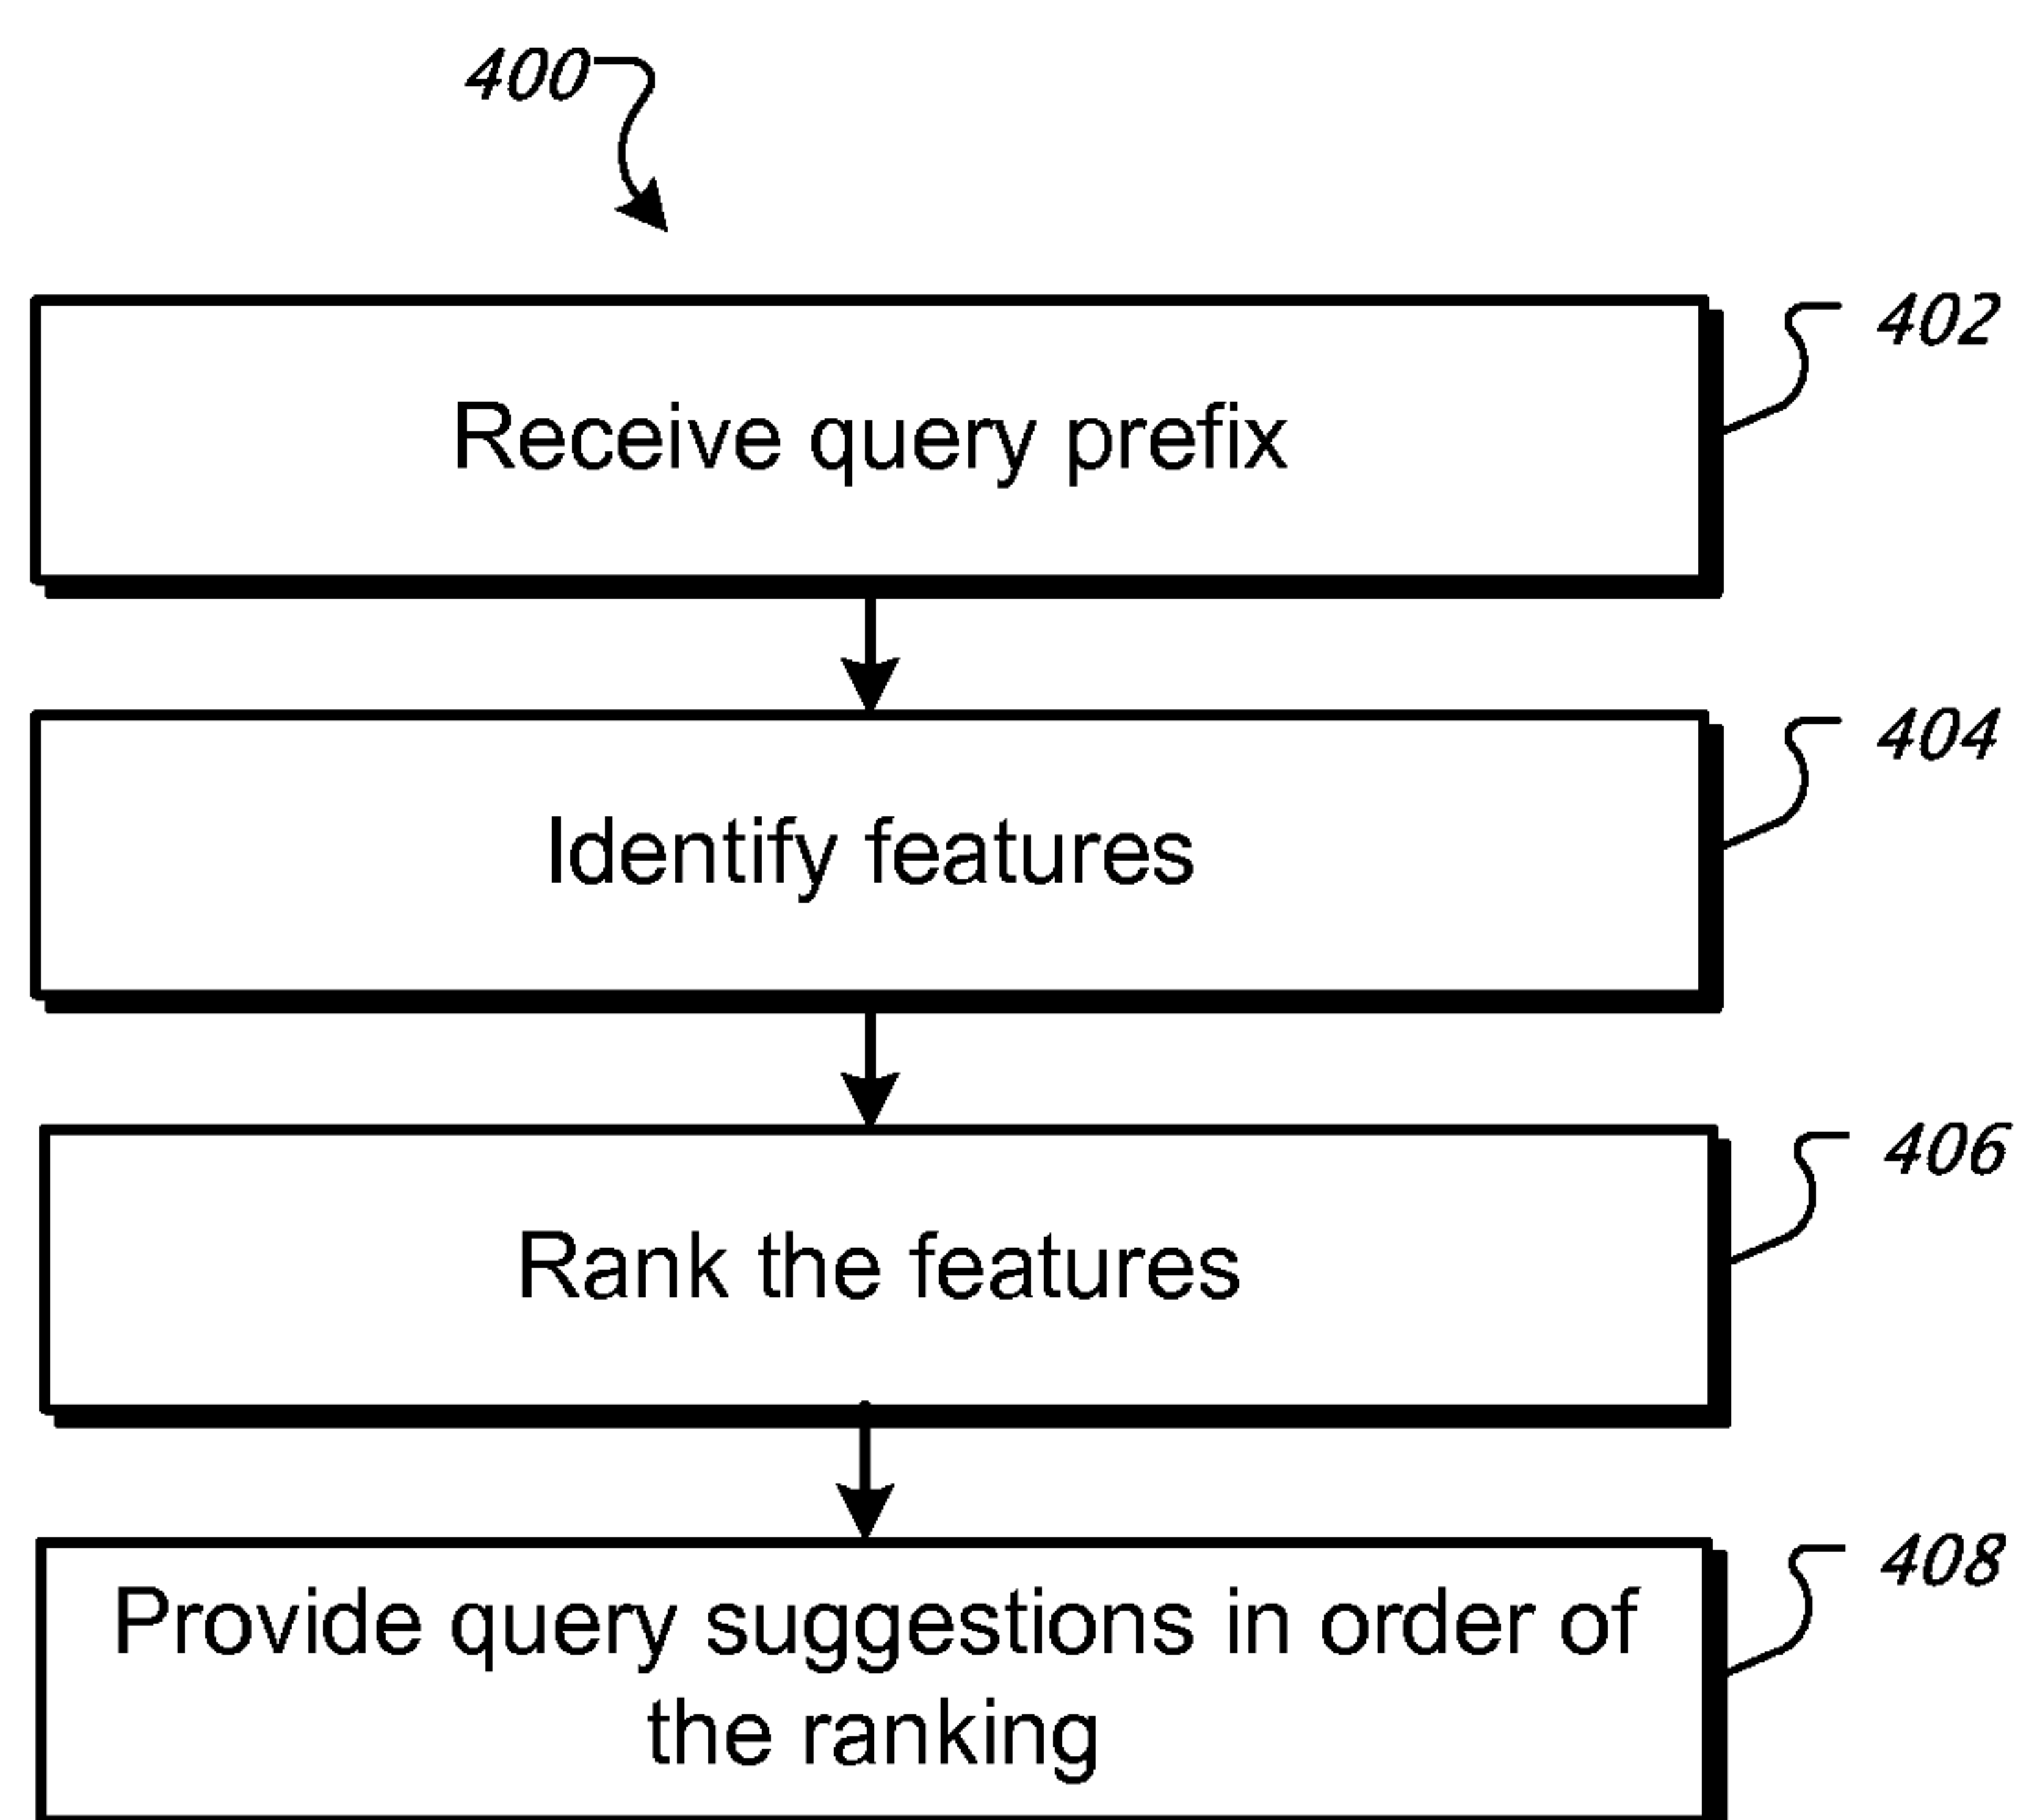 400
402
Receive query prefix
404
Identify features
406
Rank the features
408
Provide query suggestions in order of
the ranking